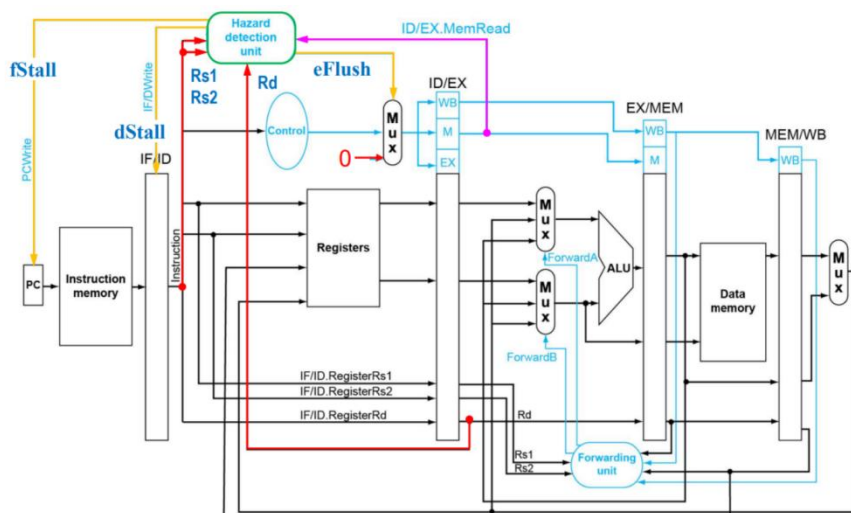 Hazard
detection
unit
ID/EX.MemRead
fStall
Rs1
Rs2
Rd
eFlush
ID/EX
IF/DWrite
dStall
PCWrite
IF/ID
Control
0
Mux
WB
M
EX
EX/MEM
WB
M
MEM/WB
WB
Instruction
PC
Instruction
memory
Registers
Mux
ForwardA
Mux
ForwardB
ALU
Data
memory
Mux
IF/ID.RegisterRs1
IF/ID.RegisterRs2
IF/ID.RegisterRd
Rd
Rs1
Rs2
Forwarding
unit